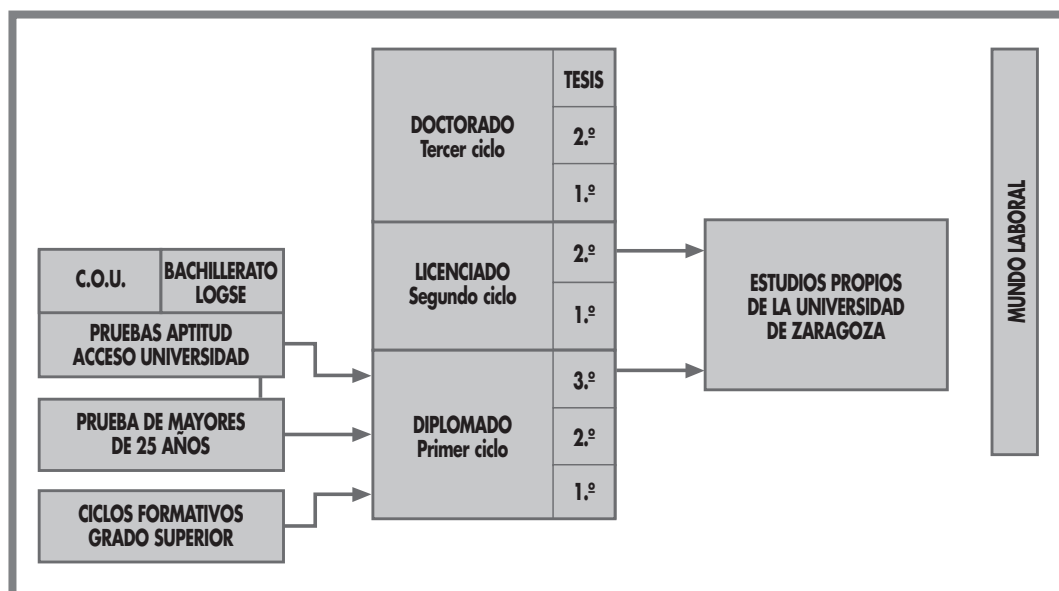 C.O.U.
BACHILLERATO
LOGSE
PRUEBAS APTITUD
ACCESO UNIVERSIDAD
PRUEBA DE MAYORES
DE 25 AÑOS
CICLOS FORMATIVOS
GRADO SUPERIOR
DOCTORADO
Tercer ciclo
TESIS
2.º
1.º
LICENCIADO
Segundo ciclo
2.º
1.º
DIPLOMADO
Primer ciclo
3.º
2.º
1.º
ESTUDIOS PROPIOS
DE LA UNIVERSIDAD
DE ZARAGOZA
MUNDO LABORAL